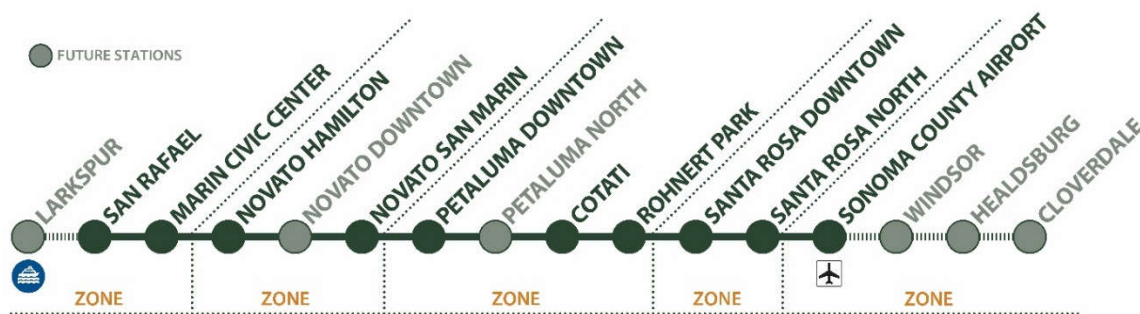 FUTURE STATIONS
LARKSPUR
SAN RAFAEL
MARIN CIVIC CENTER
NOVATO HAMILTON
NOVATO DOWNTOWN
NOVATO SAN MARIN
PETALUMA DOWNTOWN
PETALUMA NORTH
COTATI
ROHNERT PARK
SANTA ROSA DOWNTOWN
SANTA ROSA NORTH
SONOMA COUNTY AIRPORT
WINDSOR
HEALDSBURG
CLOVERDALE
ZONE
ZONE
ZONE
ZONE
ZONE